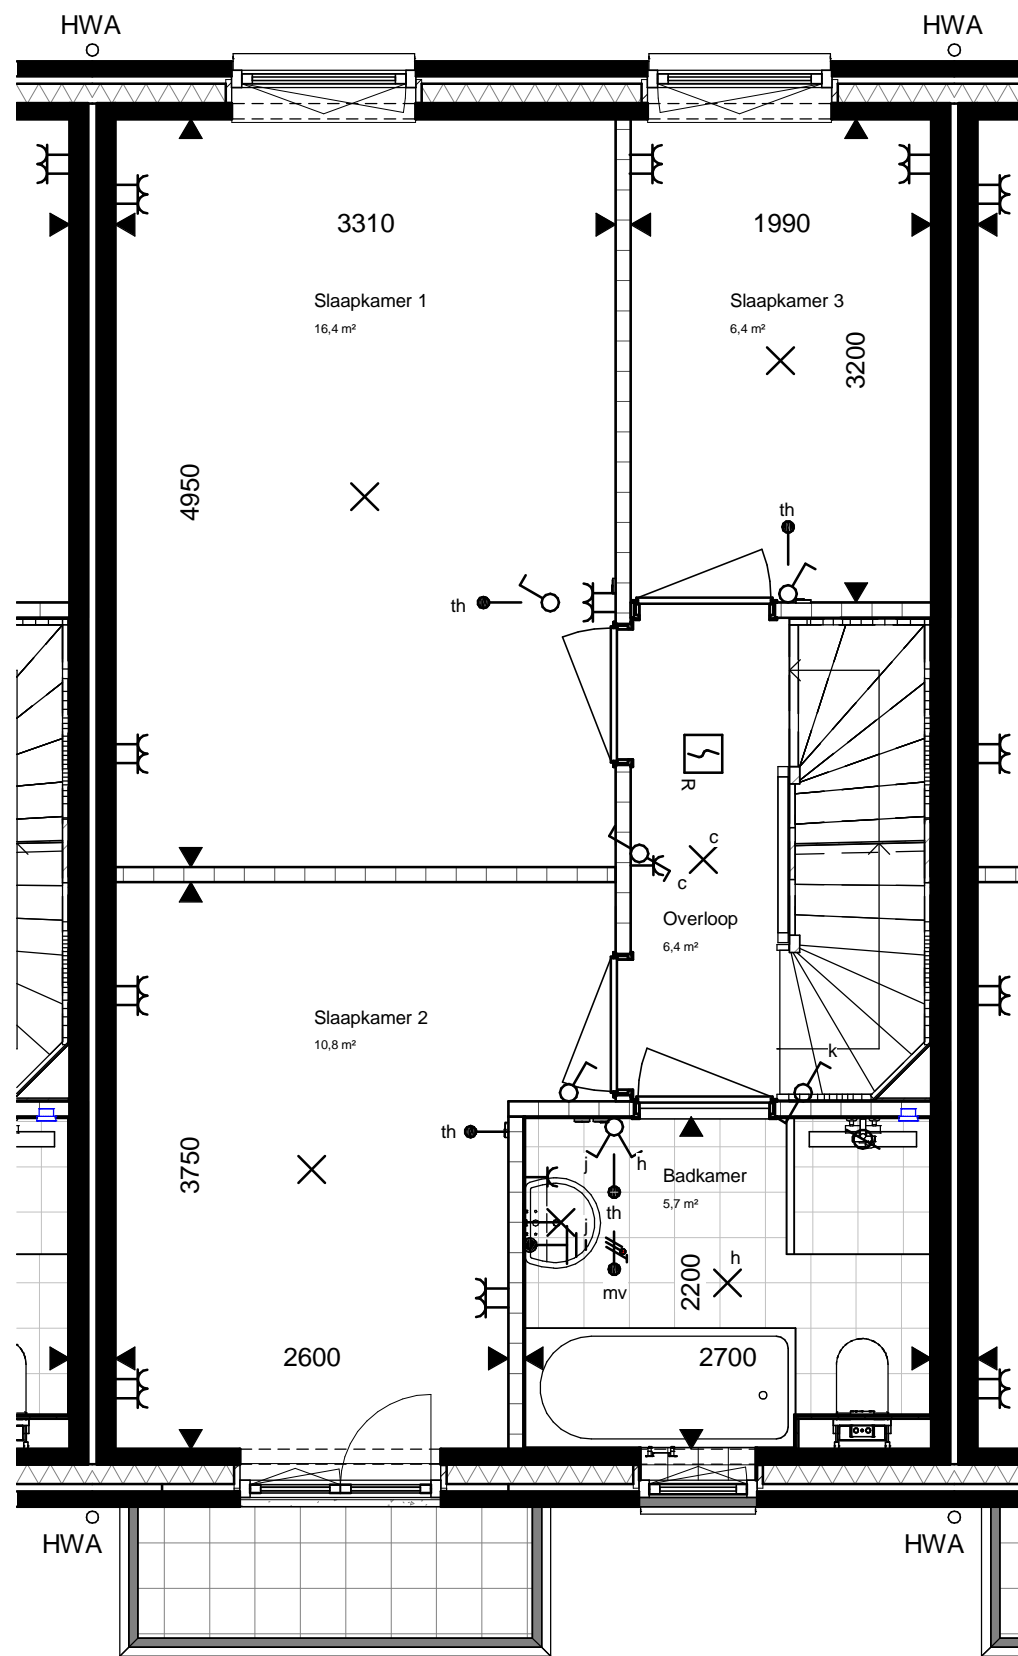 HWA
HWA
3310
1990
Slaapkamer 1
16,4 m²
Slaapkamer 3
6,4 m²
3200
4950
th
th
R
c
c
Overloop
6,4 m²
Slaapkamer 2
10,8 m²
k
th
j
h
Badkamer
5,7 m²
3750
th
j
h
2200
mv
2600
2700
HWA
HWA